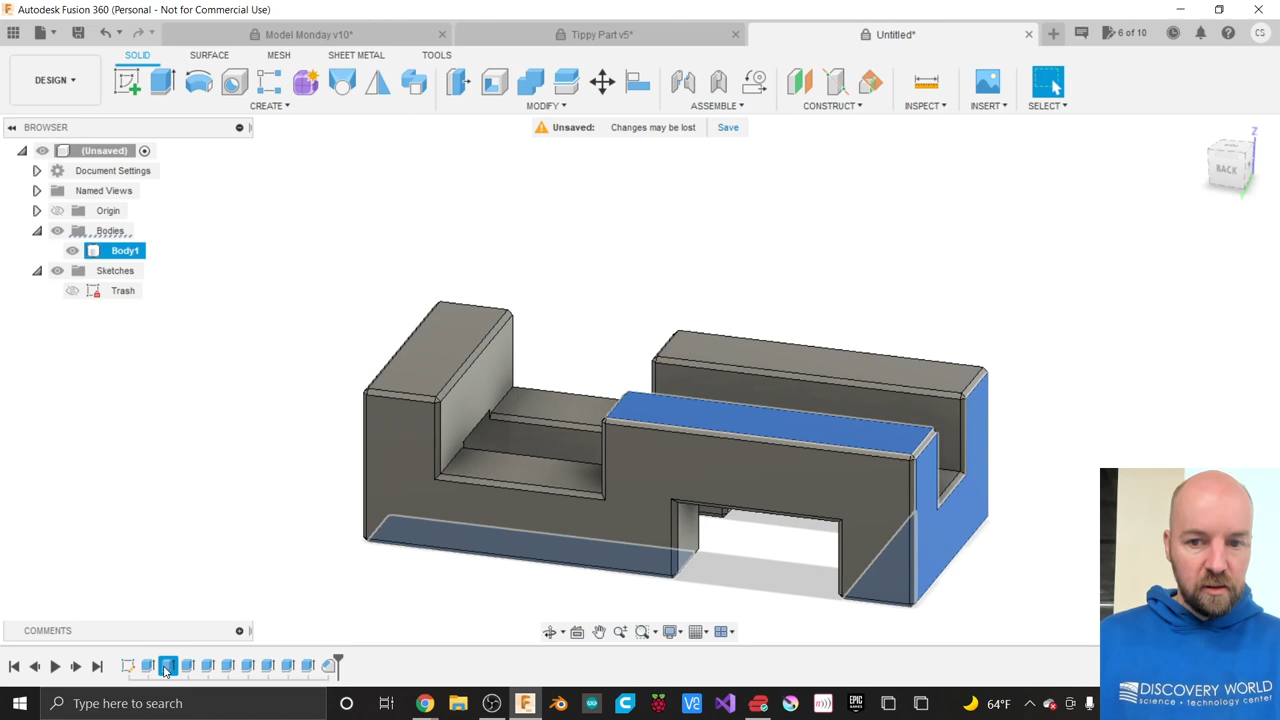 Autodesk Fusion 360 (Personal - Not for Commercial Use)
Model Monday v10*
Tippy Part v5*
Untitled*
6 of 10
CS
DESIGN
SOLID
SURFACE
MESH
SHEET METAL
TOOLS
CREATE
MODIFY
ASSEMBLE
CONSTRUCT
INSPECT
INSERT
SELECT
BROWSER
Unsaved: Changes may be lost Save
(Unsaved)
Document Settings
Named Views
Origin
Bodies
Body1
Sketches
Trash
Z
BACK
COMMENTS
DISCOVERY WORLD
science + technology center
Type here to search
EPIC
64°F